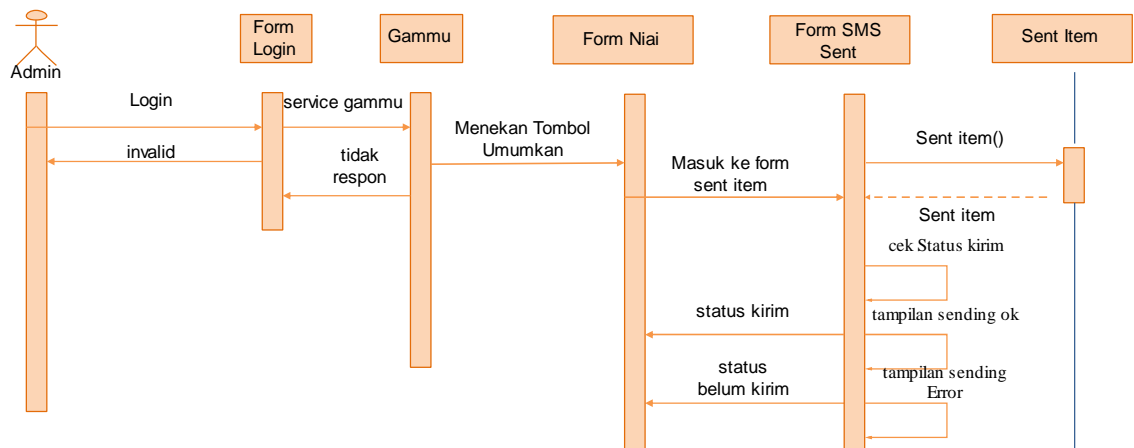 Form
Login
Gammu
Form Niai
Form SMS
Sent
Sent Item
Admin
Login
service gammu
invalid
tidak
respon
Menekan Tombol
Umumkan
Masuk ke form
sent item
Sent item()
Sent item
cek Status kirim
status kirim
tampilan sending ok
status
belum kirim
tampilan sending
Error